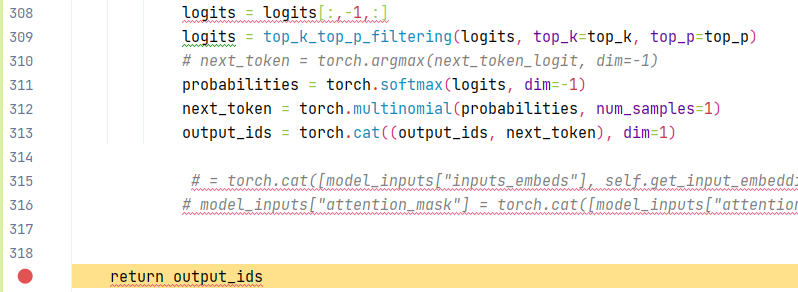 308 logits = logits[:,-1,:]
309 logits = top_k_top_p_filtering(logits, top_k=top_k, top_p=top_p)
310 # next_token = torch.argmax(next_token_logit, dim=-1)
311 probabilities = torch.softmax(logits, dim=-1)
312 next_token = torch.multinomial(probabilities, num_samples=1)
313 output_ids = torch.cat((output_ids, next_token), dim=1)
314
315 # = torch.cat([model_inputs["inputs_embeds"], self.get_input_embeddi
316 # model_inputs["attention_mask"] = torch.cat([model_inputs["attention
317
318
return output_ids